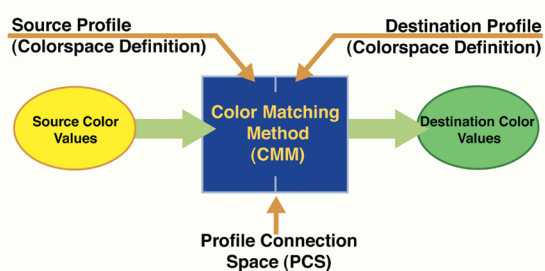 Source Profile
(Colorspace Definition)
Destination Profile
(Colorspace Definition)
Source Color
Values
Color Matching
Method
(CMM)
Destination Color
Values
Profile Connection
Space (PCS)